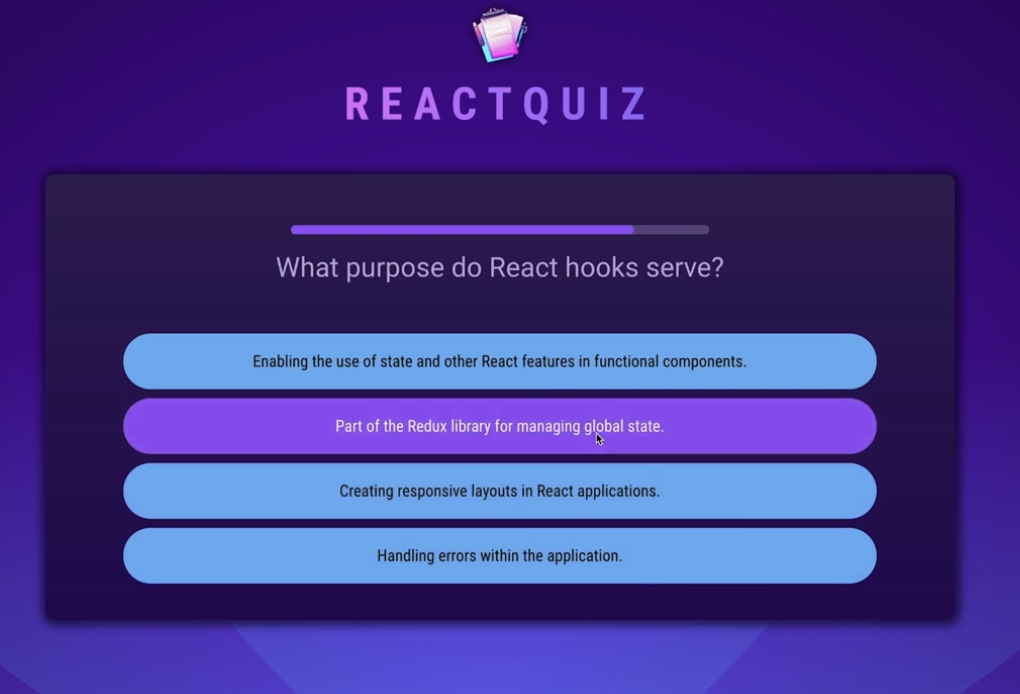 REACTQUIZ
What purpose do React hooks serve?
Enabling the use of state and other React features in functional components.
Part of the Redux library for managing global state.
Creating responsive layouts in React applications.
Handling errors within the application.